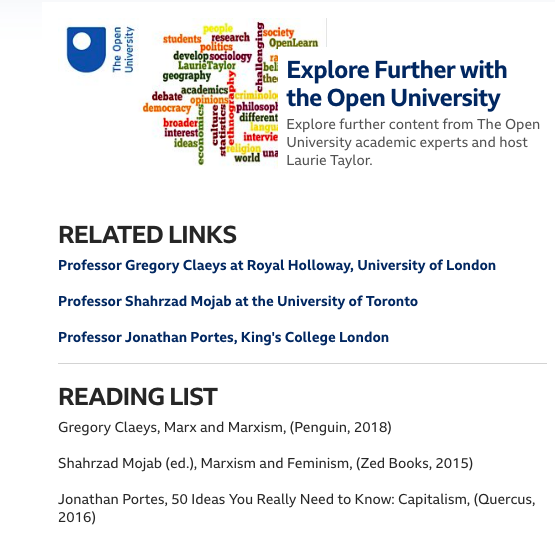 The Open
University
people
society
students
research
OpenLearn
politics
challenging
develop
sociology
LaurieTaylor
geography
academics
debate
opinions
criminolo
democracy
philosoph
broader
different
interest
langu
ideas
intervie
economics
culture
statistics
ethnography
religion
world
una
Explore Further with
the Open University
Explore further content from The Open
University academic experts and host
Laurie Taylor.
RELATED LINKS
Professor Gregory Claeys at Royal Holloway, University of London
Professor Shahrzad Mojab at the University of Toronto
Professor Jonathan Portes, King's College London
READING LIST
Gregory Claeys, Marx and Marxism, (Penguin, 2018)
Shahrzad Mojab (ed.), Marxism and Feminism, (Zed Books, 2015)
Jonathan Portes, 50 Ideas You Really Need to Know: Capitalism, (Quercus,
2016)